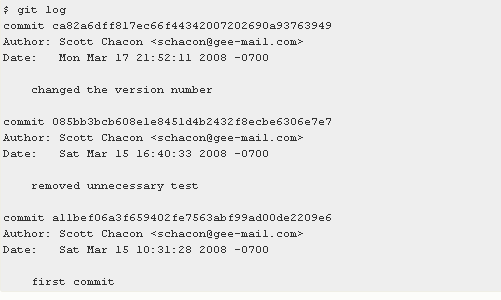 $ git log
commit ca82a6dff817ec66f44342007202690a93763949
Author: Scott Chacon <schacon@gee-mail.com>
Date:   Mon Mar 17 21:52:11 2008 -0700
changed the version number
commit 085bb3bcb608e1e8451d4b2432f8ecbe6306e7e7
Author: Scott Chacon <schacon@gee-mail.com>
Date:   Sat Mar 15 16:40:33 2008 -0700
removed unnecessary test
commit a11bef06a3f659402fe7563abf99ad00de2209e6
Author: Scott Chacon <schacon@gee-mail.com>
Date:   Sat Mar 15 10:31:28 2008 -0700
first commit